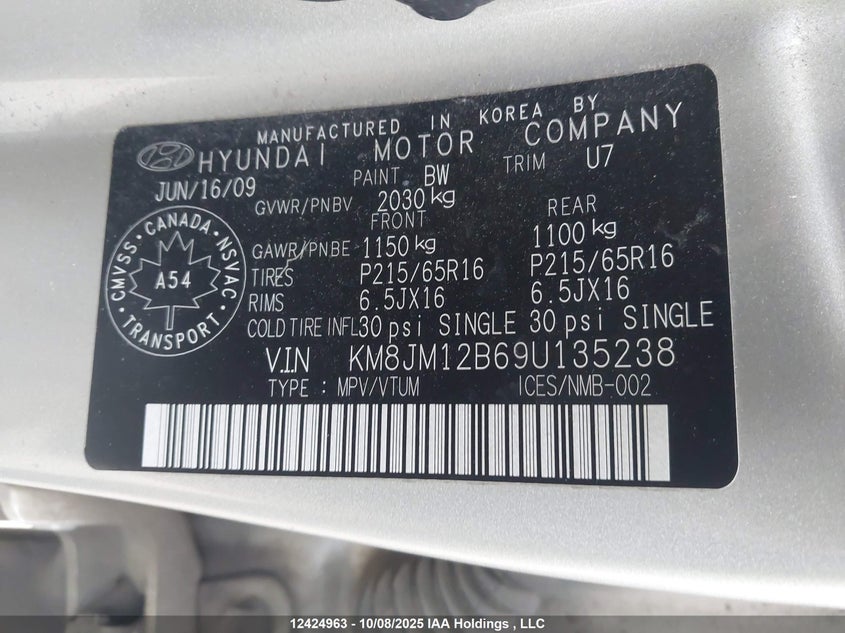 MANUFACTURED IN KOREA BY
HYUNDAI MOTOR COMPANY
JUN/16/09 PAINT BW TRIM U7
GVWR/PNBV 2030 kg
FRONT REAR
GAWR/PNBE 1150 kg 1100 kg
TIRES P215/65R16 P215/65R16
RIMS 6.5JX16 6.5JX16
COLD TIRE INFL 30 psi SINGLE 30 psi SINGLE
V.I.N KM8JM12B69U135238
TYPE : MPV/VTUM ICES/NMB-002
CMVSS · CANADA · NSVAC · TRANSPORT ·
A54
12424963 - 10/08/2025 IAA Holdings , LLC